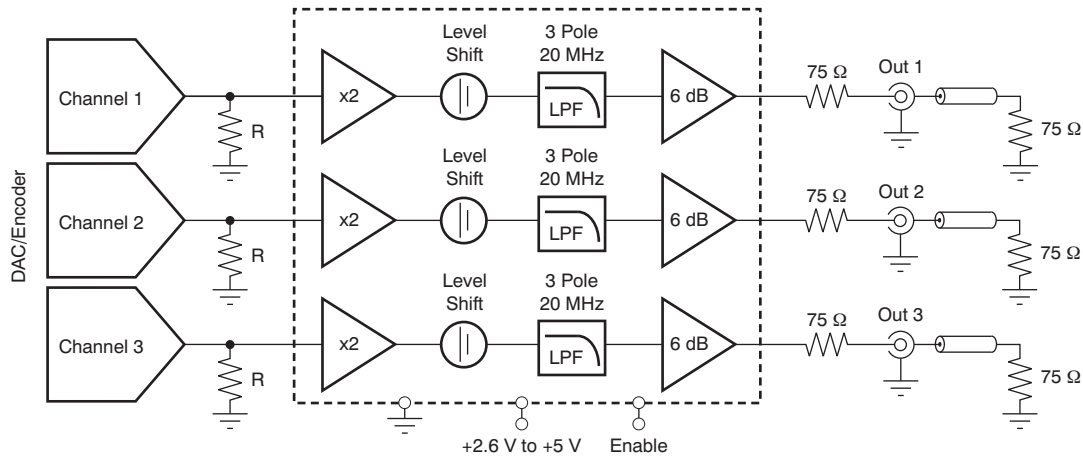 DAC/Encoder
Level
Shift
3 Pole
20 MHz
Channel 1
R
x2
LPF
6 dB
75 Ω
Out 1
75 Ω
Level
Shift
3 Pole
20 MHz
Channel 2
R
x2
LPF
6 dB
75 Ω
Out 2
75 Ω
Level
Shift
3 Pole
20 MHz
Channel 3
R
x2
LPF
6 dB
75 Ω
Out 3
75 Ω
+2.6 V to +5 V
Enable